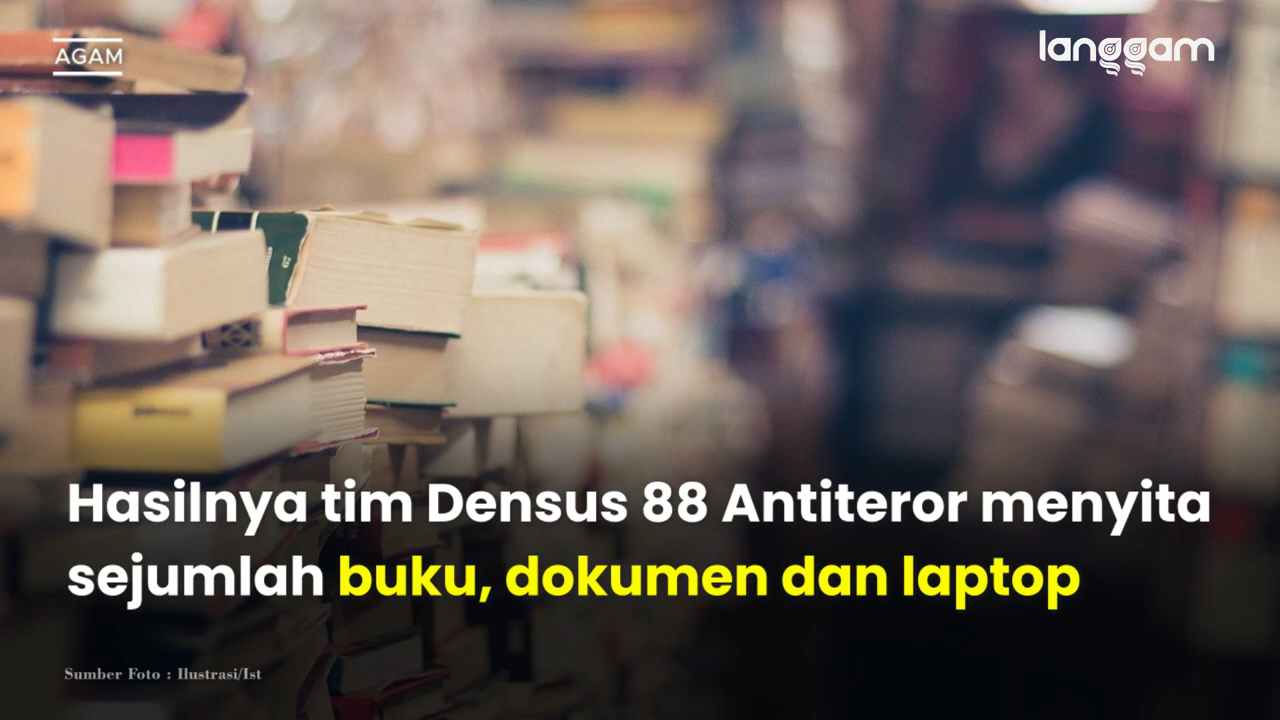 AGAM
langgam
Hasilnya tim Densus 88 Antiteror menyita
sejumlah buku, dokumen dan laptop
Sumber Foto : Ilustrasi/Ist